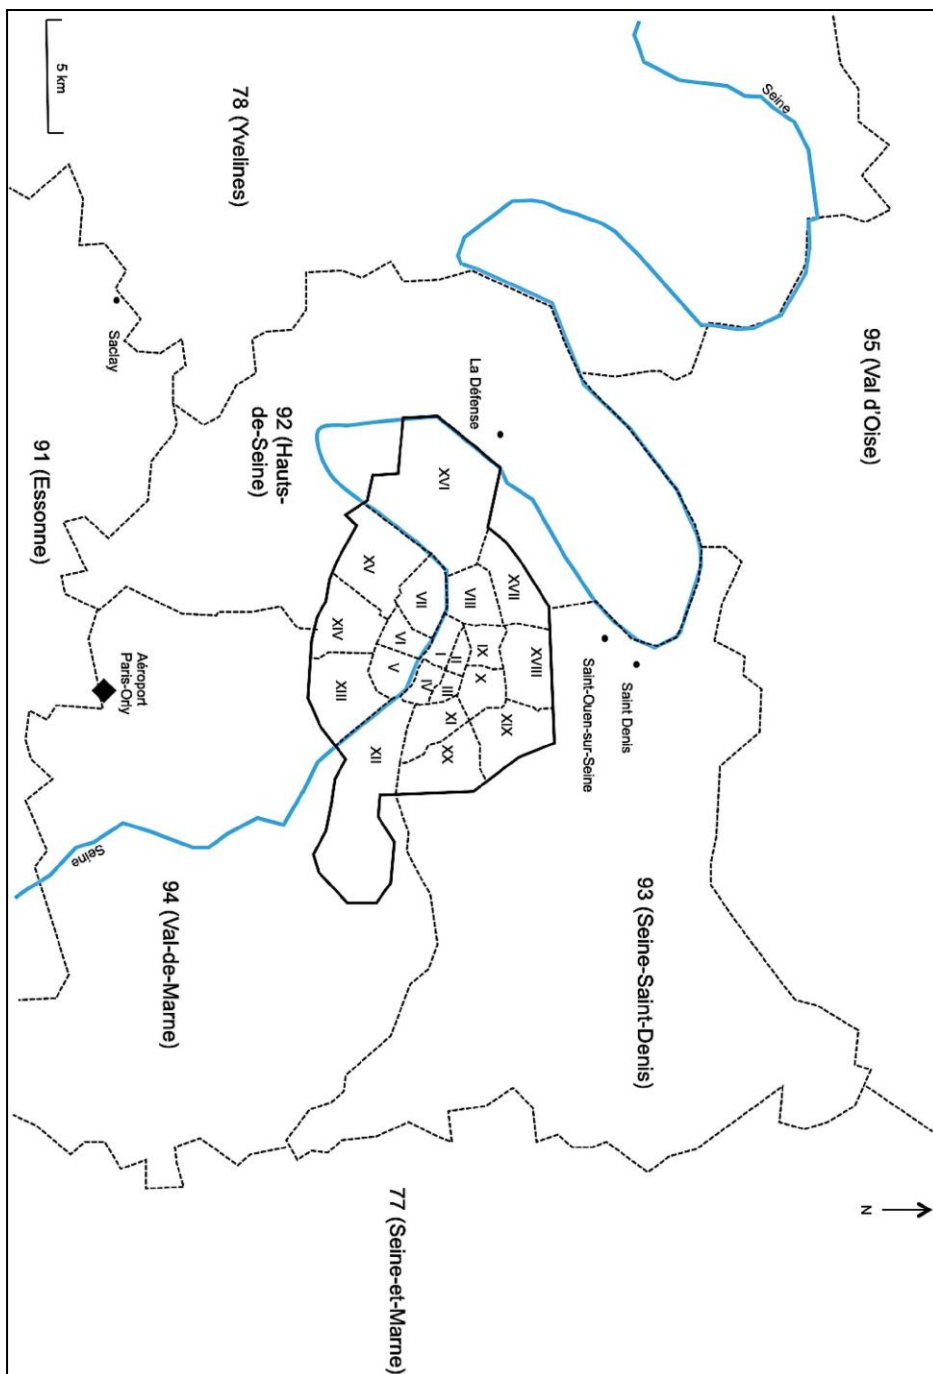 95 (Val d'Oise)
N
Seine
93 (Seine-Saint-Denis)
Saint Denis
Saint-Ouen-sur-Seine
La Défense
XVIII
XVII
XIX
IX
X
VIII
II
III
XI
XVI
I
XX
IV
VII
VI
V
77 (Seine-et-Marne)
XII
XV
XIV
XIII
92 (Hauts-
de-Seine)
78 (Yvelines)
94 (Val-de-Marne)
Aéroport
Paris-Orly
Saclay
Seine
5 km
91 (Essonne)